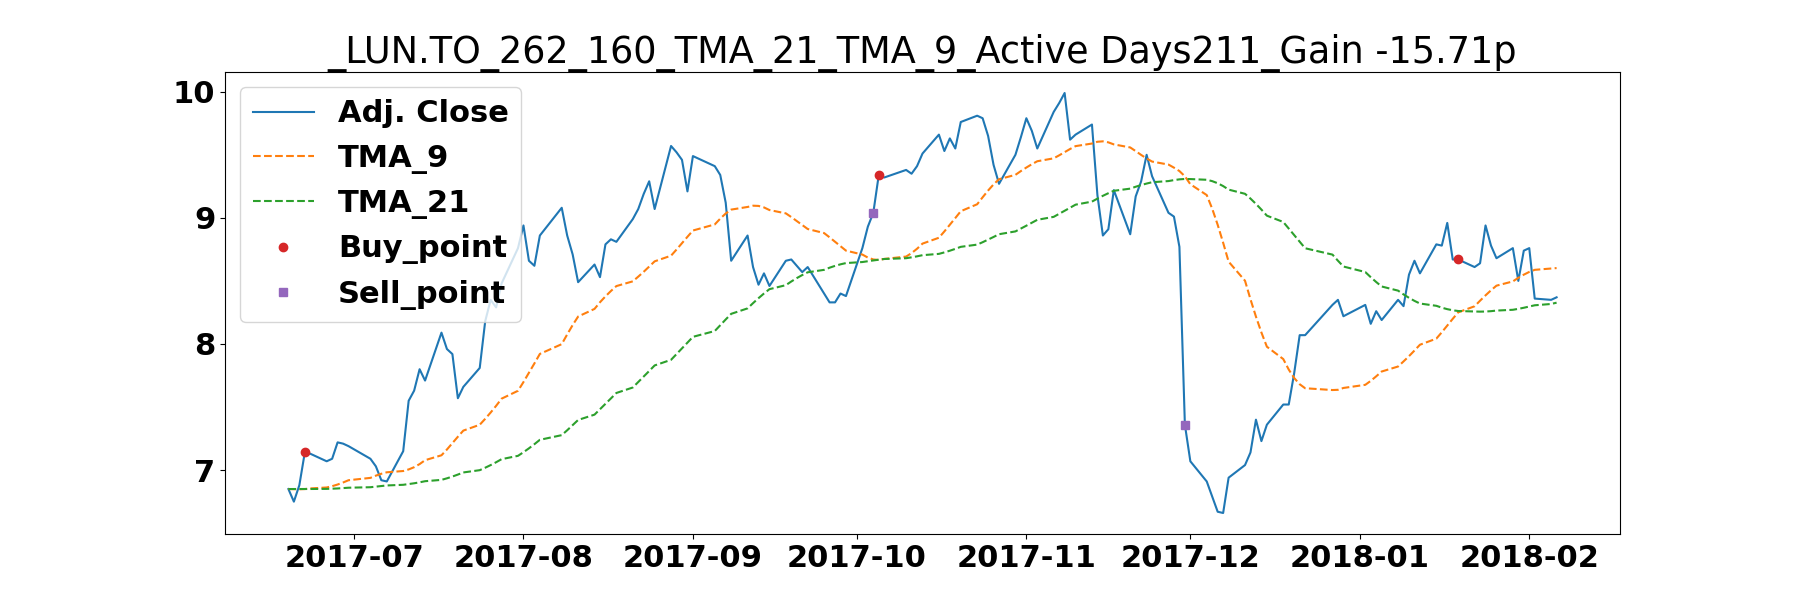 _LUN.TO_262_160_TMA_21_TMA_9_Active Days211_Gain -15.71p
10
9
8
7
Adj. Close
TMA_9
TMA_21
Buy_point
Sell_point
2017-07 2017-08 2017-09 2017-10 2017-11 2017-12 2018-01 2018-02